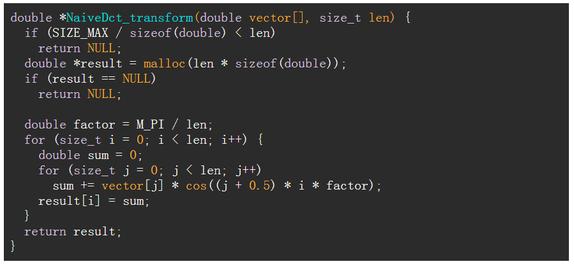 double *NaiveDct_transform(double vector[], size_t len) {
  if (SIZE_MAX / sizeof(double) < len)
    return NULL;
  double *result = malloc(len * sizeof(double));
  if (result == NULL)
    return NULL;

  double factor = M_PI / len;
  for (size_t i = 0; i < len; i++) {
    double sum = 0;
    for (size_t j = 0; j < len; j++)
      sum += vector[j] * cos((j + 0.5) * i * factor);
    result[i] = sum;
  }
  return result;
}